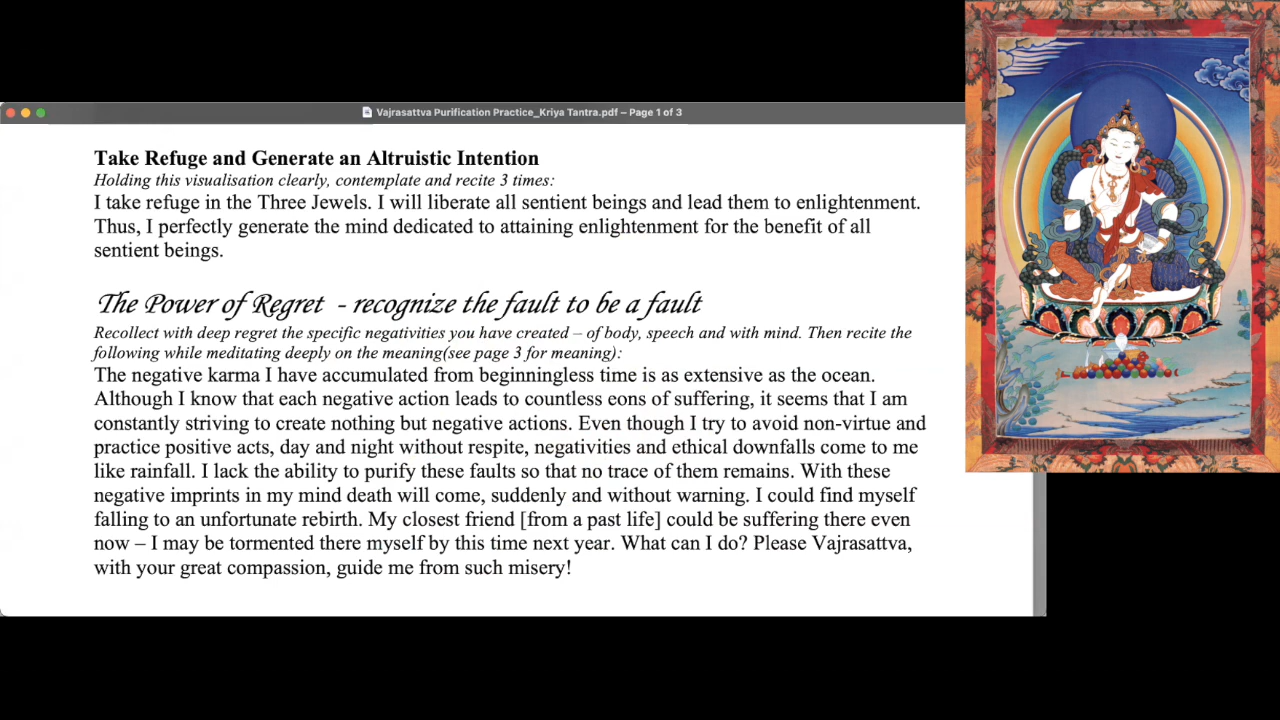 Vajrasattva Purification Practice_Kriya Tantra.pdf – Page 1 of 3
Take Refuge and Generate an Altruistic Intention
Holding this visualisation clearly, contemplate and recite 3 times:
I take refuge in the Three Jewels. I will liberate all sentient beings and lead them to enlightenment.
Thus, I perfectly generate the mind dedicated to attaining enlightenment for the benefit of all
sentient beings.
The Power of Regret - recognize the fault to be a fault
Recollect with deep regret the specific negativities you have created – of body, speech and with mind. Then recite the
following while meditating deeply on the meaning(see page 3 for meaning):
The negative karma I have accumulated from beginningless time is as extensive as the ocean.
Although I know that each negative action leads to countless eons of suffering, it seems that I am
constantly striving to create nothing but negative actions. Even though I try to avoid non-virtue and
practice positive acts, day and night without respite, negativities and ethical downfalls come to me
like rainfall. I lack the ability to purify these faults so that no trace of them remains. With these
negative imprints in my mind death will come, suddenly and without warning. I could find myself
falling to an unfortunate rebirth. My closest friend [from a past life] could be suffering there even
now – I may be tormented there myself by this time next year. What can I do? Please Vajrasattva,
with your great compassion, guide me from such misery!